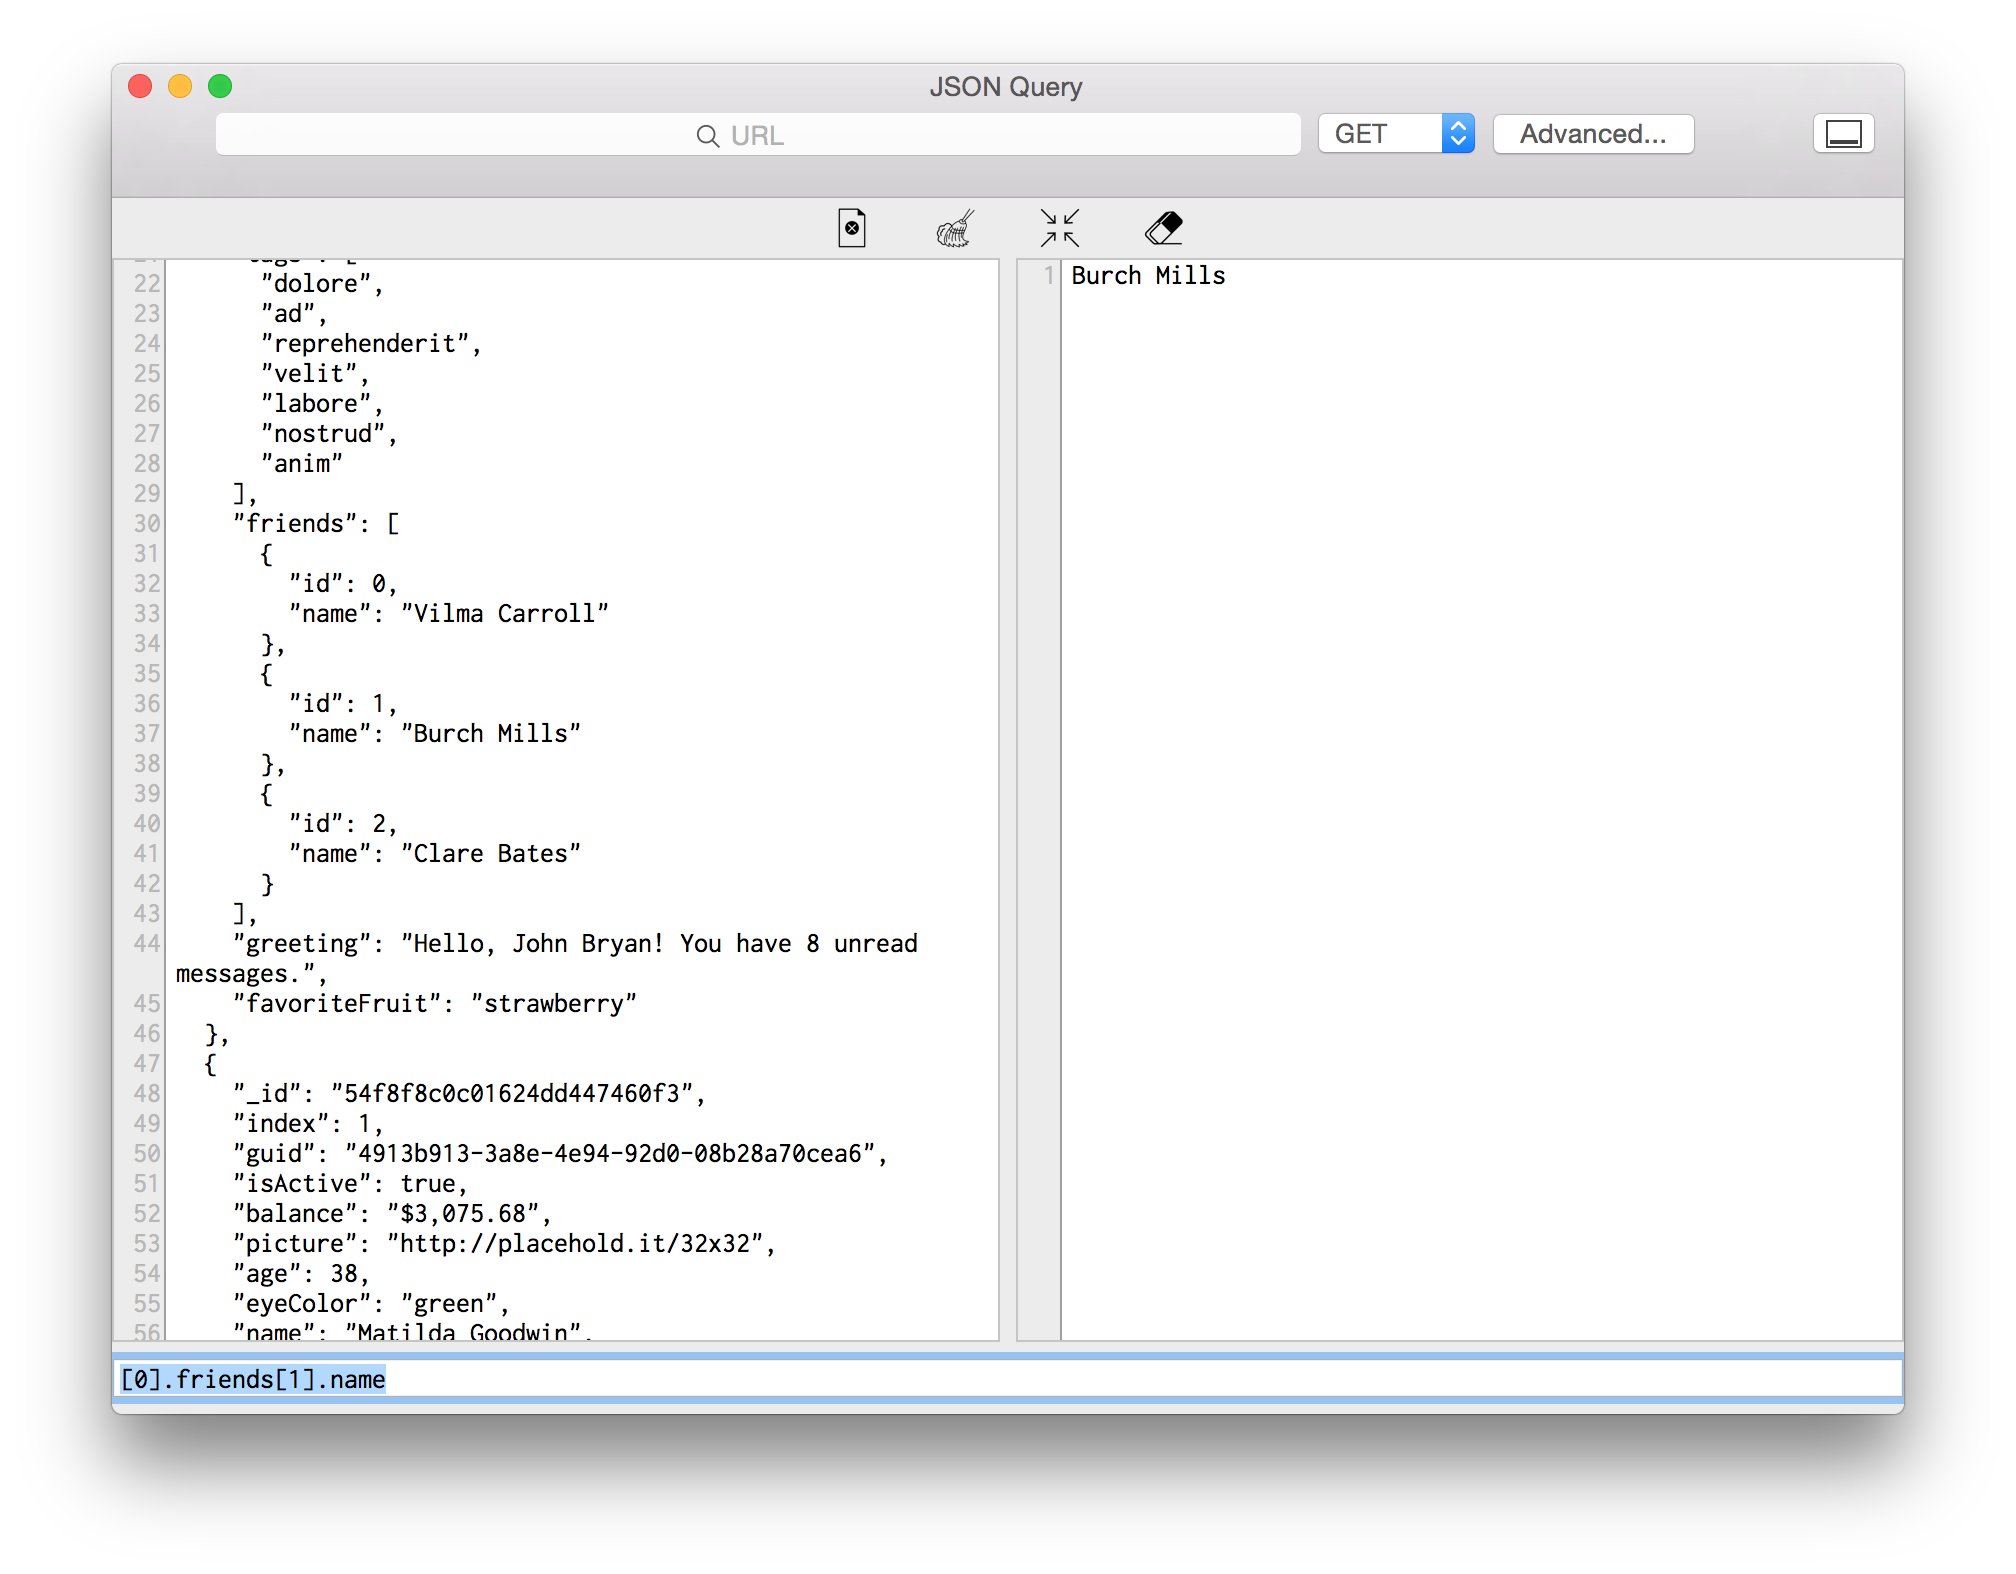 JSON Query
URL
GET
Advanced...
22 "dolore",
23 "ad",
24 "reprehenderit",
25 "velit",
26 "labore",
27 "nostrud",
28 "anim"
29 ],
30 "friends": [
31 {
32 "id": 0,
33 "name": "Vilma Carroll"
34 },
35 {
36 "id": 1,
37 "name": "Burch Mills"
38 },
39 {
40 "id": 2,
41 "name": "Clare Bates"
42 }
43 ],
44 "greeting": "Hello, John Bryan! You have 8 unread
messages.",
45 "favoriteFruit": "strawberry"
46 },
47 {
48 "_id": "54f8f8c0c01624dd447460f3",
49 "index": 1,
50 "guid": "4913b913-3a8e-4e94-92d0-08b28a70cea6",
51 "isActive": true,
52 "balance": "$3,075.68",
53 "picture": "http://placehold.it/32x32",
54 "age": 38,
55 "eyeColor": "green",
56 "name": "Matilda Goodwin",
1 Burch Mills
[0].friends[1].name